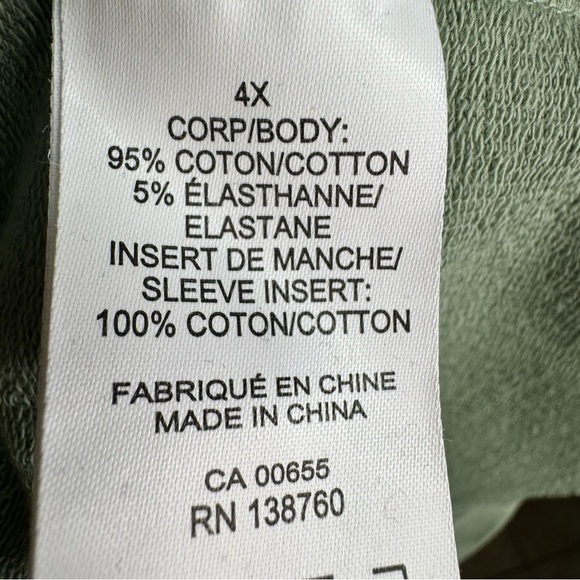 4X
CORP/BODY:
95% COTON/COTTON
5% ÉLASTHANNE/
ELASTANE
INSERT DE MANCHE/
SLEEVE INSERT:
100% COTON/COTTON
FABRIQUÉ EN CHINE
MADE IN CHINA
CA 00655
RN 138760